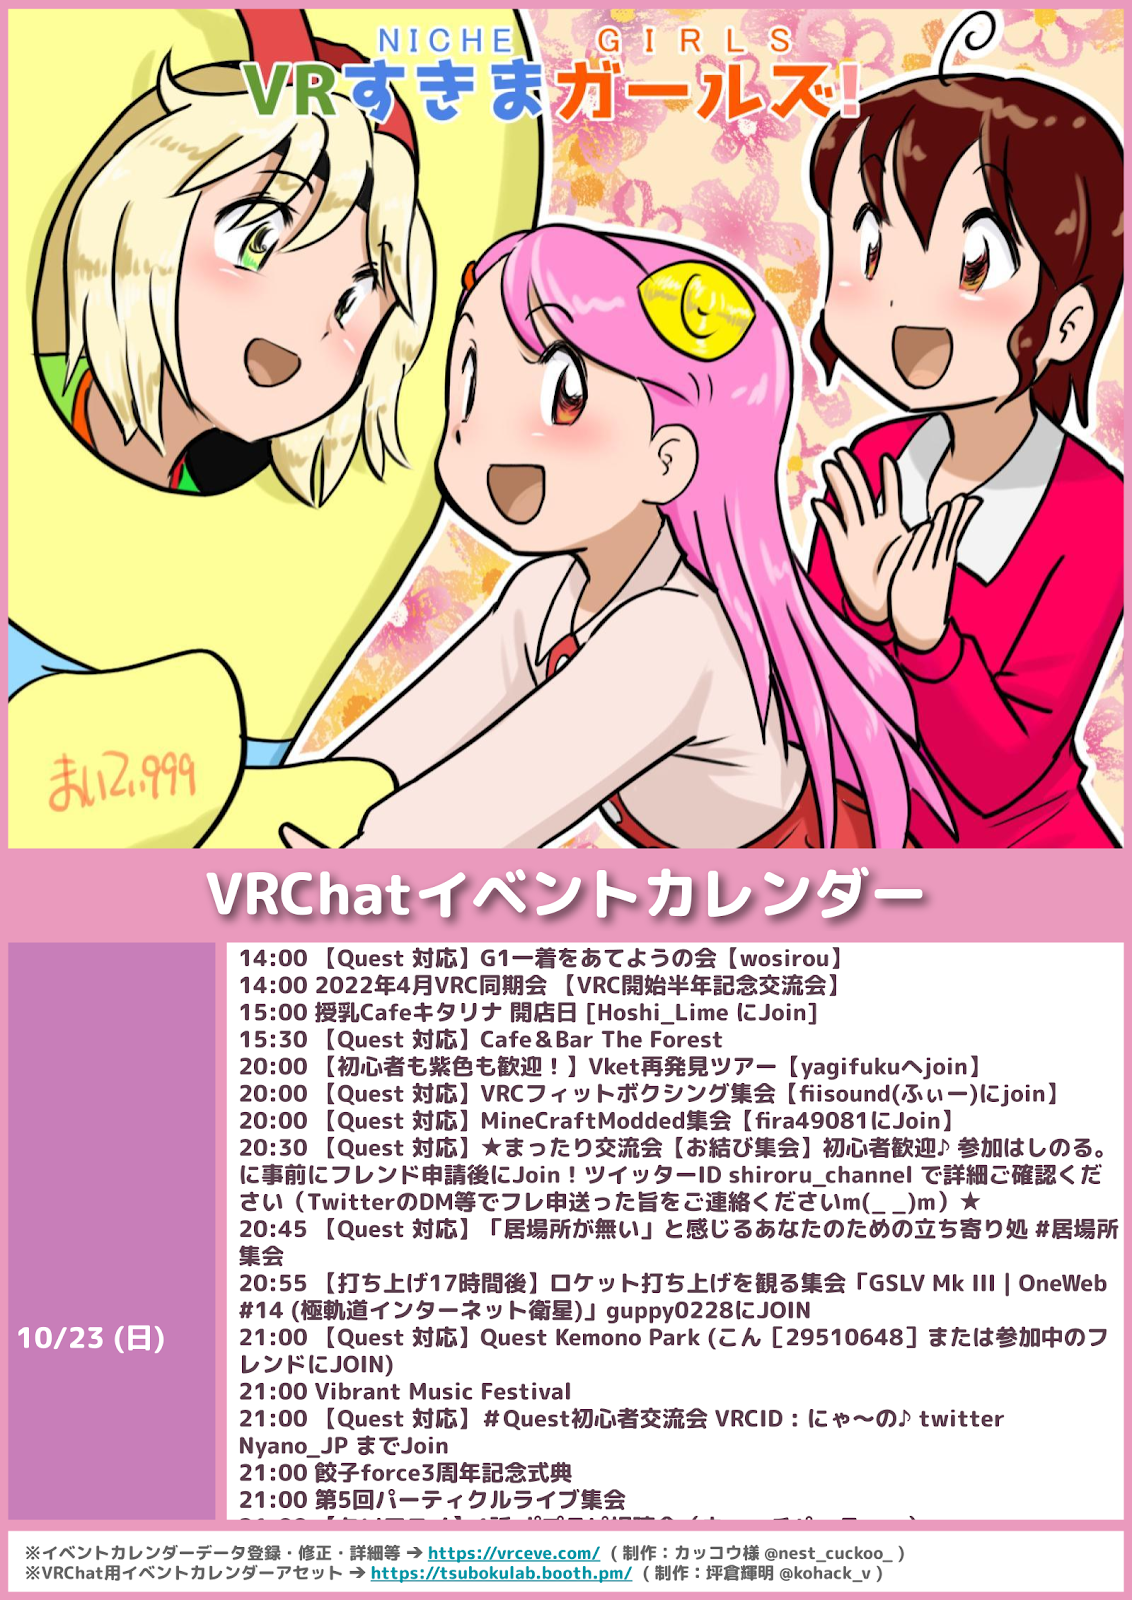 NICHE GIRLS
VRすきまガールズ!
まいてい999
VRChatイベントカレンダー
10/23 (日)
14:00 【Quest 対応】G1一着をあてようの会【wosirou】
14:00 2022年4月VRC同期会 【VRC開始半年記念交流会】
15:00 授乳Cafeキタリナ 開店日 [Hoshi_Lime にJoin]
15:30 【Quest 対応】Cafe＆Bar The Forest
20:00 【初心者も紫色も歓迎！】Vket再発見ツアー【yagifukuへjoin】
20:00 【Quest 対応】VRCフィットボクシング集会【fiisound(ふぃー)にjoin】
20:00 【Quest 対応】MineCraftModded集会【fira49081にJoin】
20:30 【Quest 対応】★まったり交流会【お結び集会】初心者歓迎♪ 参加はしのる。
に事前にフレンド申請後にJoin！ツイッターID shiroru_channel で詳細ご確認くだ
さい（TwitterのDM等でフレ申送った旨をご連絡くださいm(_ _)m）★
20:45 【Quest 対応】「居場所が無い」と感じるあなたのための立ち寄り処 #居場所
集会
20:55 【打ち上げ17時間後】ロケット打ち上げを観る集会「GSLV Mk III | OneWeb
#14 (極軌道インターネット衛星)」guppy0228にJOIN
21:00 【Quest 対応】Quest Kemono Park (こん［29510648］または参加中のフ
レンドにJOIN)
21:00 Vibrant Music Festival
21:00 【Quest 対応】＃Quest初心者交流会 VRCID：にゃ～の♪ twitter
Nyano_JP までJoin
21:00 餃子force3周年記念式典
21:00 第5回パーティクルライブ集会
※イベントカレンダーデータ登録・修正・詳細等 ➔ https://vrceve.com/ （制作：カッコウ様 @nest_cuckoo_ ）
※VRChat用イベントカレンダーアセット ➔ https://tsubokulab.booth.pm/ （制作：坪倉輝明 @kohack_v ）